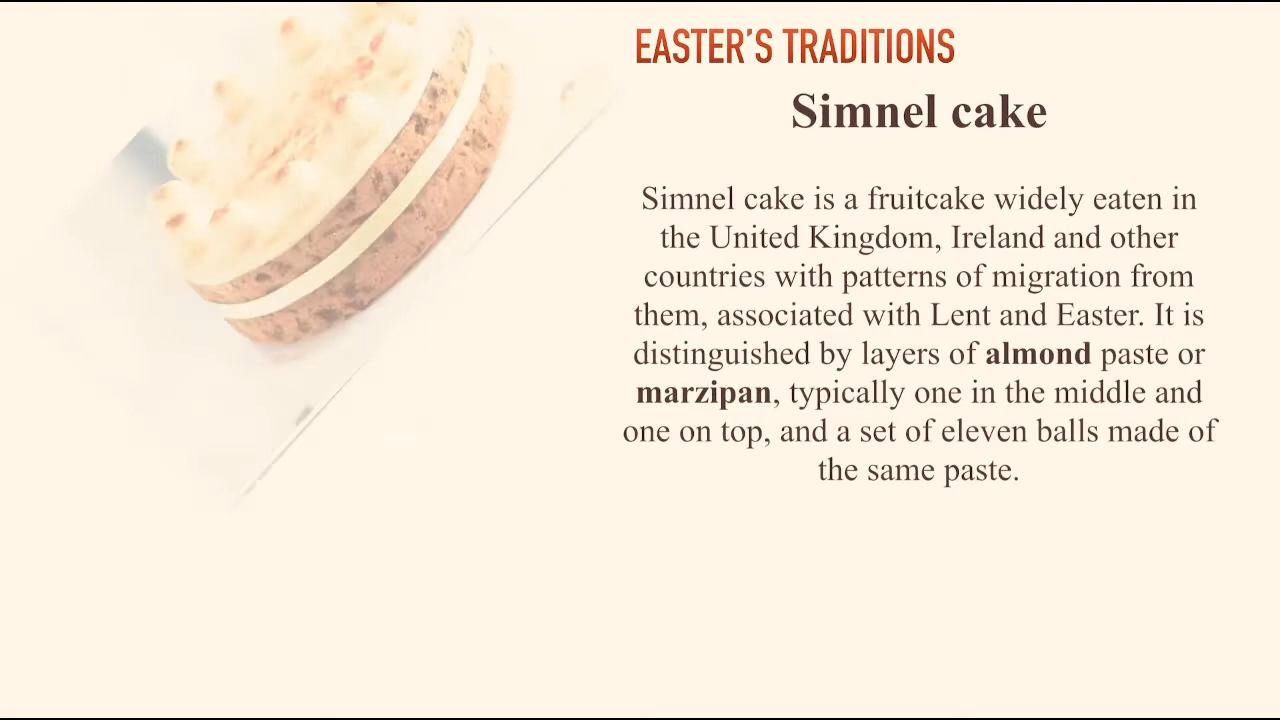 EASTER'S TRADITIONS
Simnel cake
Simnel cake is a fruitcake widely eaten in
the United Kingdom, Ireland and other
countries with patterns of migration from
them, associated with Lent and Easter. It is
distinguished by layers of almond paste or
marzipan, typically one in the middle and
one on top, and a set of eleven balls made of
the same paste.